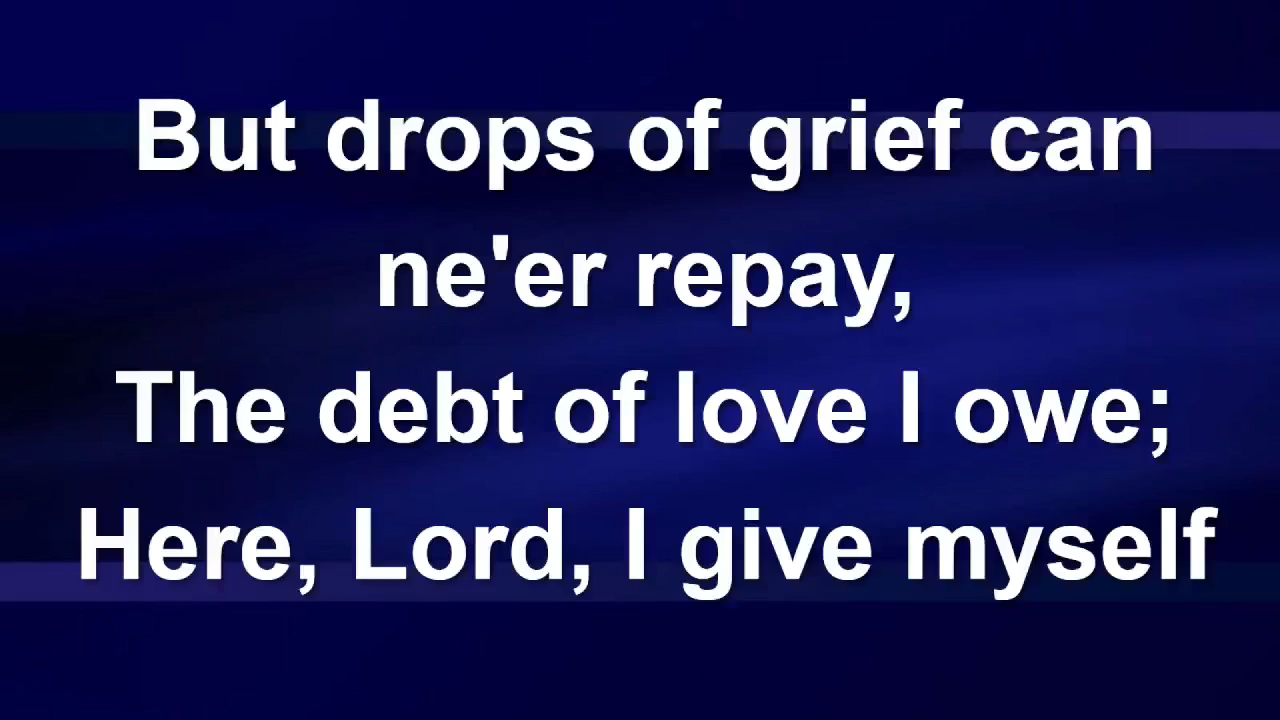 But drops of grief can
ne'er repay,
The debt of love I owe;
Here, Lord, I give myself